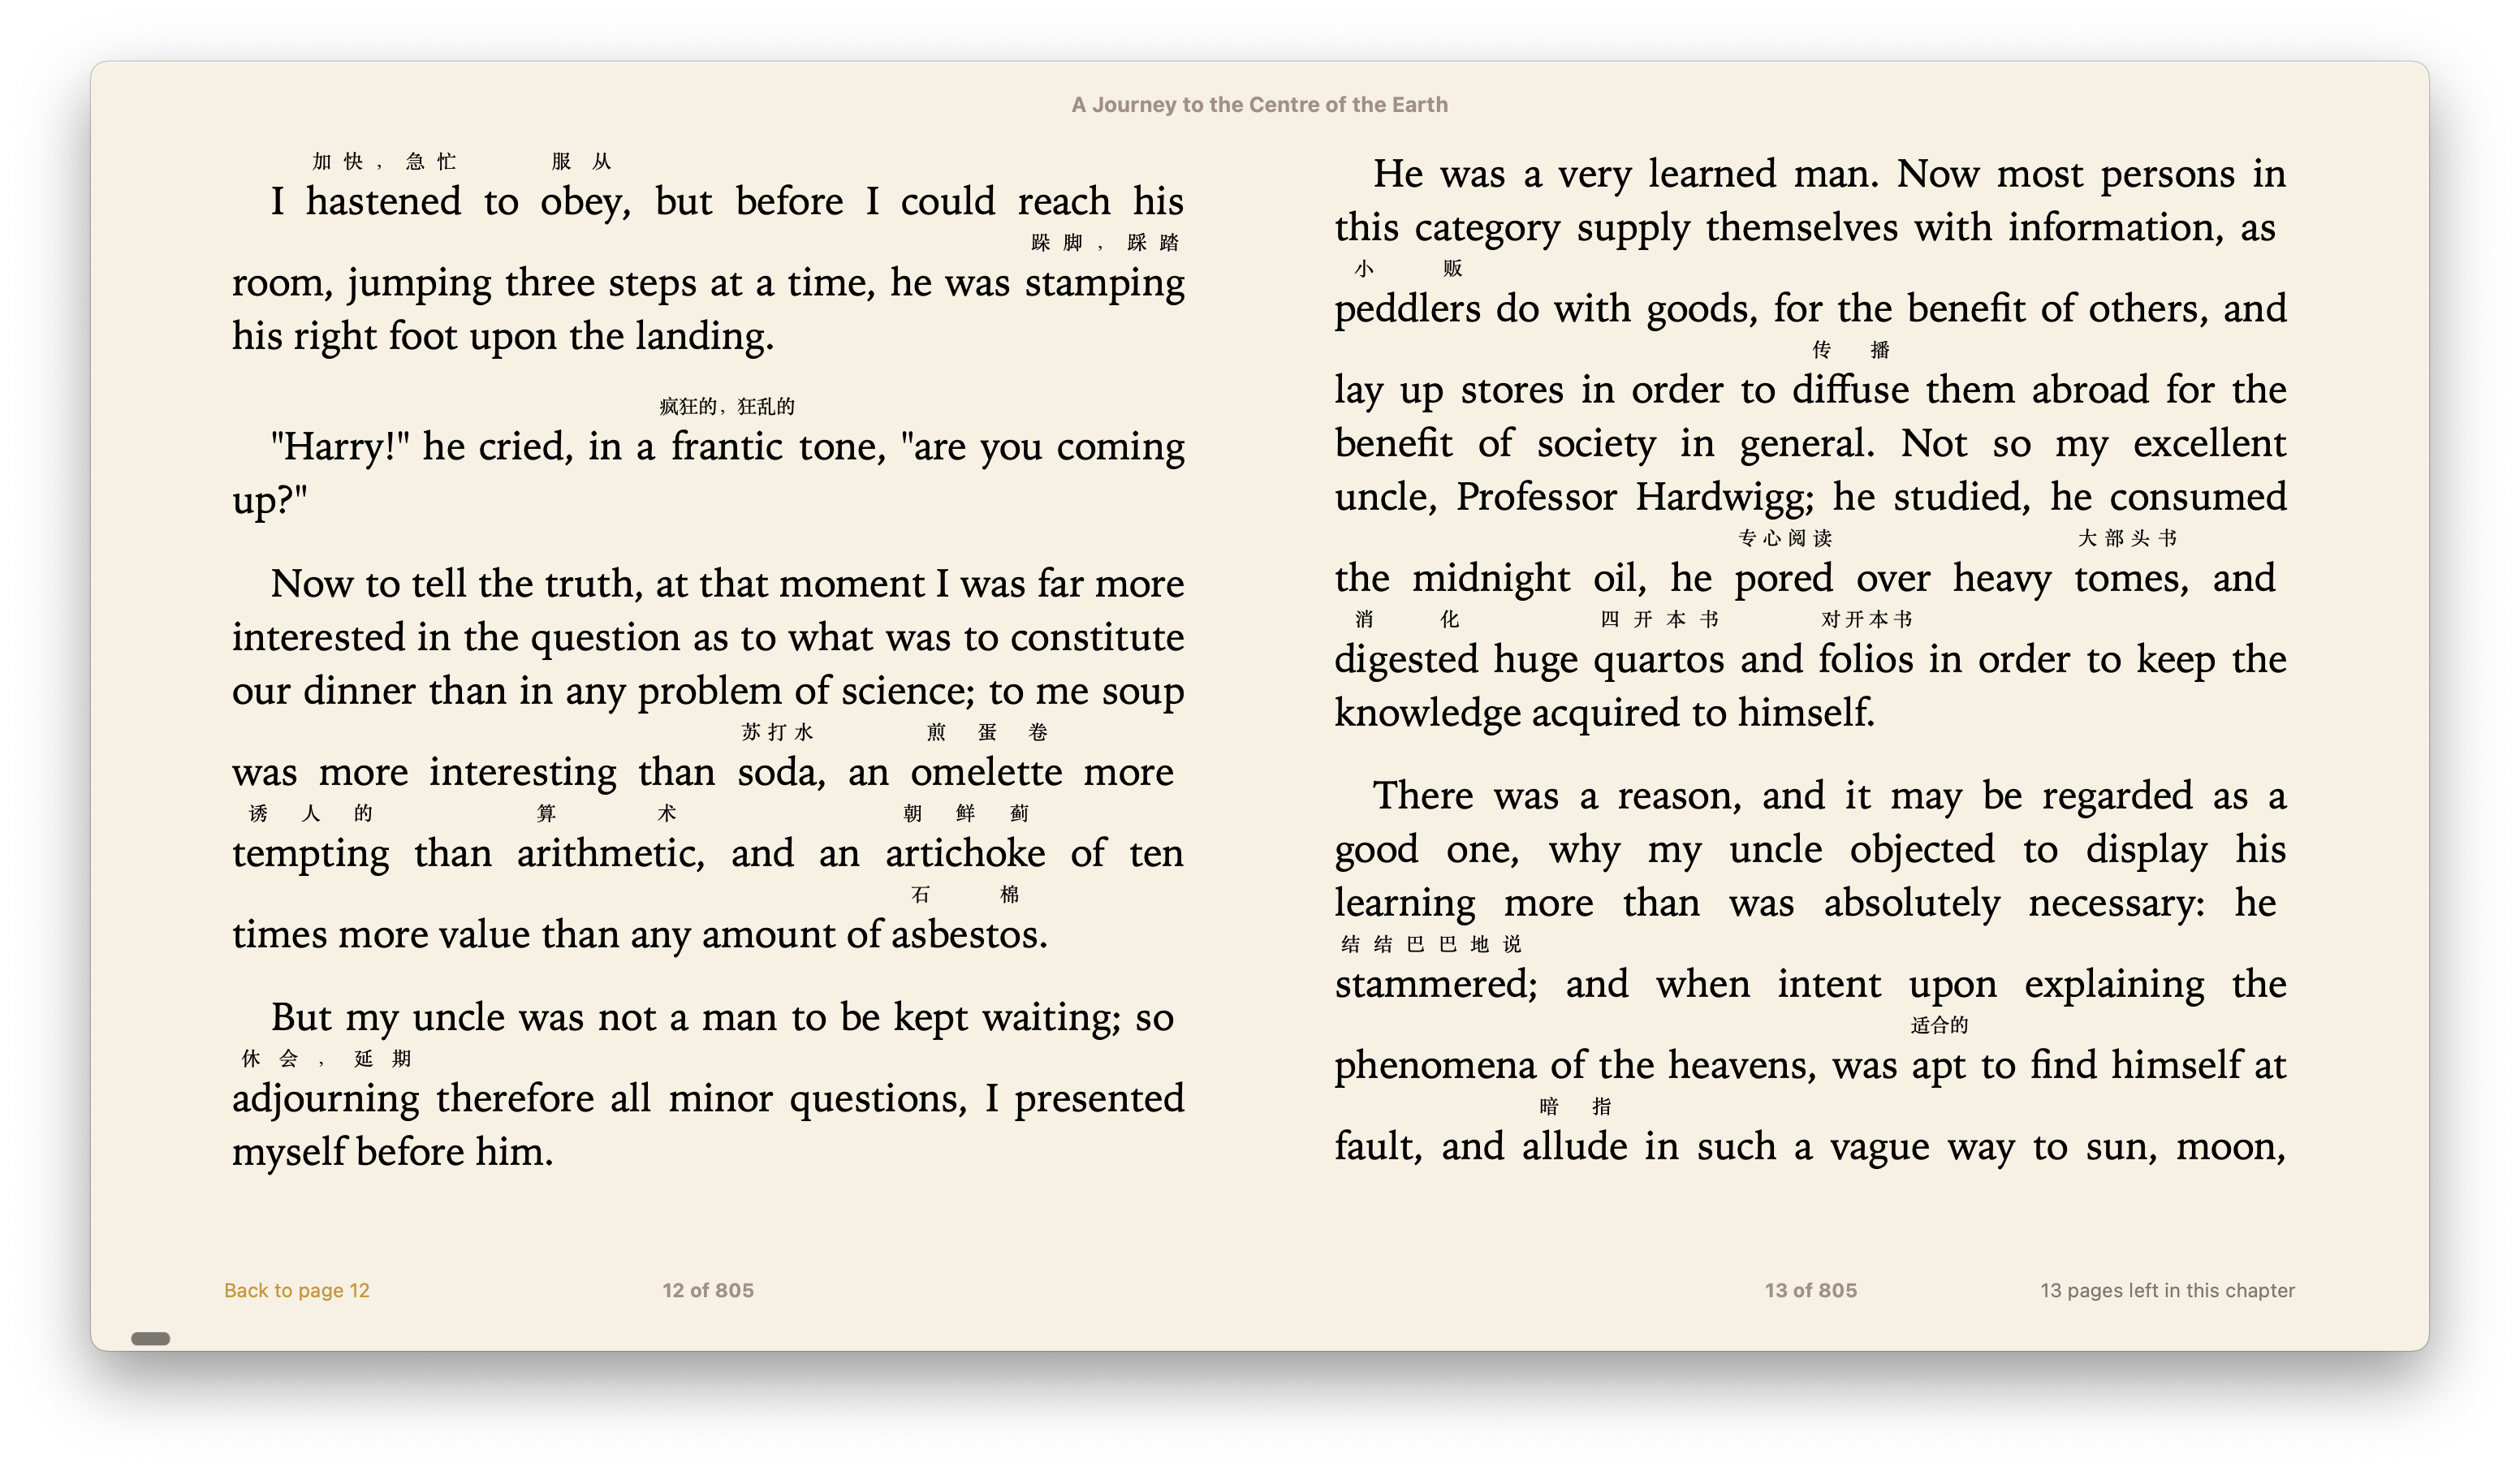 A Journey to the Centre of the Earth
加快，急忙 服从
I hastened to obey, but before I could reach his
跺脚，踩踏
room, jumping three steps at a time, he was stamping
his right foot upon the landing.
疯狂的，狂乱的
"Harry!" he cried, in a frantic tone, "are you coming
up?"
Now to tell the truth, at that moment I was far more
interested in the question as to what was to constitute
our dinner than in any problem of science; to me soup
苏打水 煎蛋卷
was more interesting than soda, an omelette more
诱人的 算术 朝鲜蓟
tempting than arithmetic, and an artichoke of ten
石棉
times more value than any amount of asbestos.
But my uncle was not a man to be kept waiting; so
休会，延期
adjourning therefore all minor questions, I presented
myself before him.
He was a very learned man. Now most persons in
this category supply themselves with information, as
小贩
peddlers do with goods, for the benefit of others, and
传播
lay up stores in order to diffuse them abroad for the
benefit of society in general. Not so my excellent
uncle, Professor Hardwigg; he studied, he consumed
专心阅读 大部头书
the midnight oil, he pored over heavy tomes, and
消化 四开本书 对开本书
digested huge quartos and folios in order to keep the
knowledge acquired to himself.
There was a reason, and it may be regarded as a
good one, why my uncle objected to display his
learning more than was absolutely necessary: he
结结巴巴地说
stammered; and when intent upon explaining the
适合的
phenomena of the heavens, was apt to find himself at
暗指
fault, and allude in such a vague way to sun, moon,
Back to page 12
12 of 805
13 of 805
13 pages left in this chapter